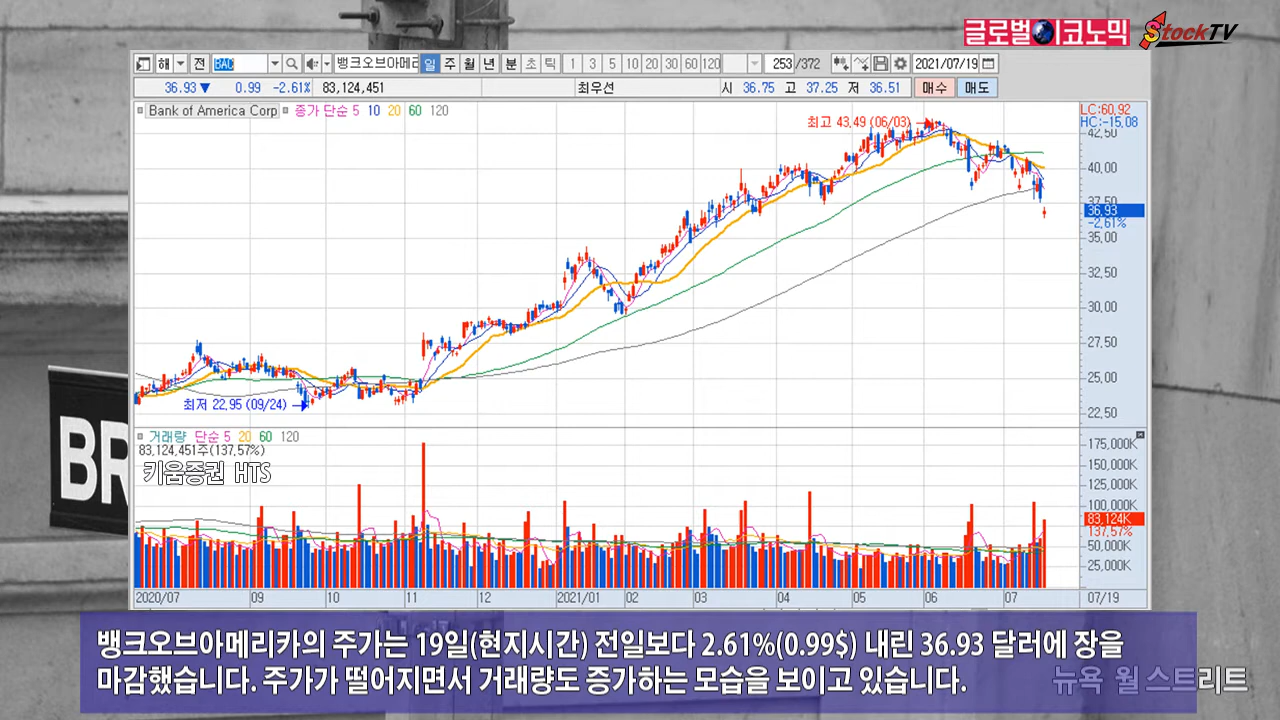 글로벌이코노믹 StockTV
해 전 BAC 뱅크오브아메리 일 주 월 년 분 초 틱 1 3 5 10 20 30 60 120 253 /372 2021/07/19
36.93 ▼ 0.99 -2.61% 83,124,451 최우선 시 36.75 고 37.25 저 36.51 매수 매도
Bank of America Corp 종가 단순 5 10 20 60 120
LC:60,92
최고 43,49 (06/03)
HC:-15,08
42,50
40,00
37,50
36,93
-2,61%
35,00
32,50
30,00
27,50
25,00
최저 22,95 (09/24)
22,50
거래량 단순 5 20 60 120
83,124,451주(137,57%)
키움증권 HTS
175,000K
150,000K
125,000K
100,000K
83,124K
137,57%
50,000K
25,000K
BR
2020/07 09 10 11 12 2021/01 02 03 04 05 06 07 07/19
뱅크오브아메리카의 주가는 19일(현지시간) 전일보다 2.61%(0.99$) 내린 36.93 달러에 장을
마감했습니다. 주가가 떨어지면서 거래량도 증가하는 모습을 보이고 있습니다.
뉴욕 월 스트리트